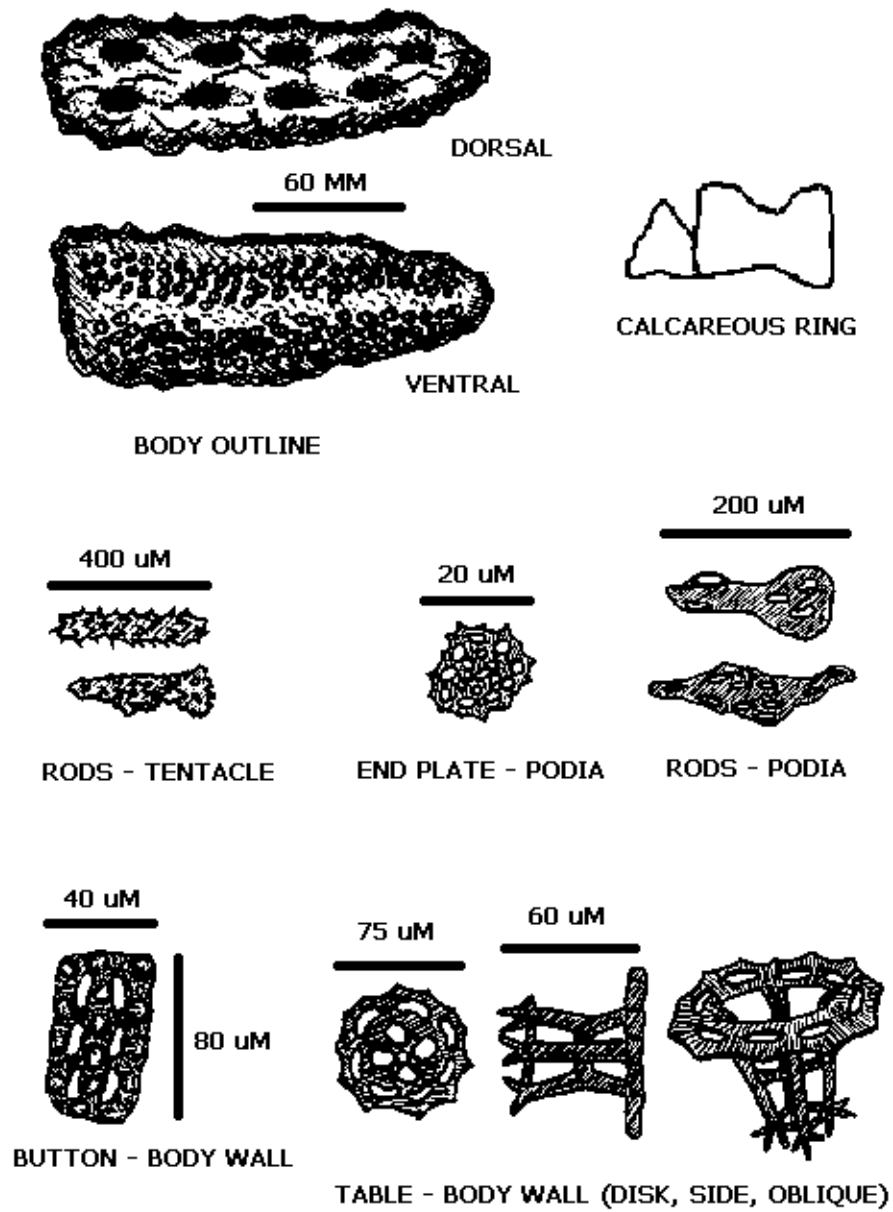 DORSAL
60 MM
VENTRAL
BODY OUTLINE
CALCAREOUS RING
400 uM
RODS - TENTACLE
20 uM
END PLATE - PODIA
200 uM
RODS - PODIA
40 uM
80 uM
BUTTON - BODY WALL
75 uM
60 uM
TABLE - BODY WALL (DISK, SIDE, OBLIQUE)